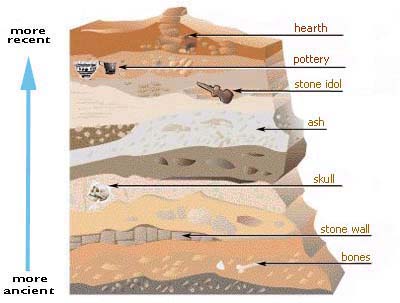 more
recent
hearth
pottery
stone idol
ash
skull
stone wall
bones
more
ancient